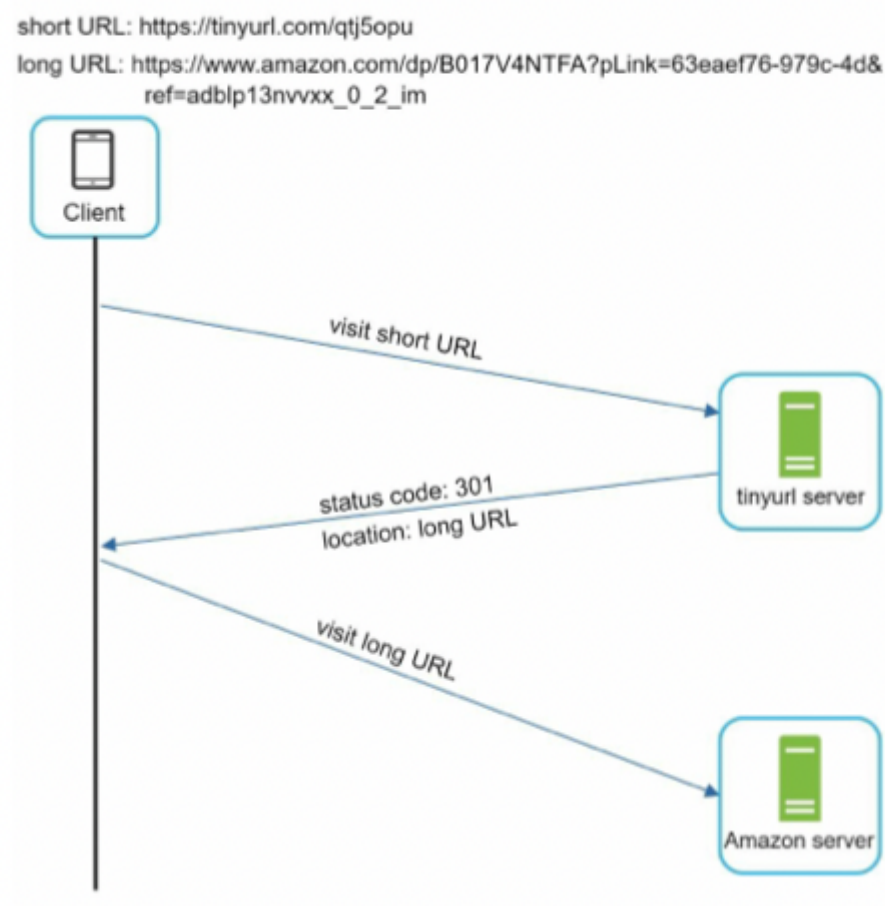 short URL: https://tinyurl.com/qtj5opu
long URL: https://www.amazon.com/dp/B017V4NTFA?pLink=63eaef76-979c-4d&
ref=adblp13nvvxx_0_2_im
Client
visit short URL
status code: 301
location: long URL
tinyurl server
visit long URL
Amazon server